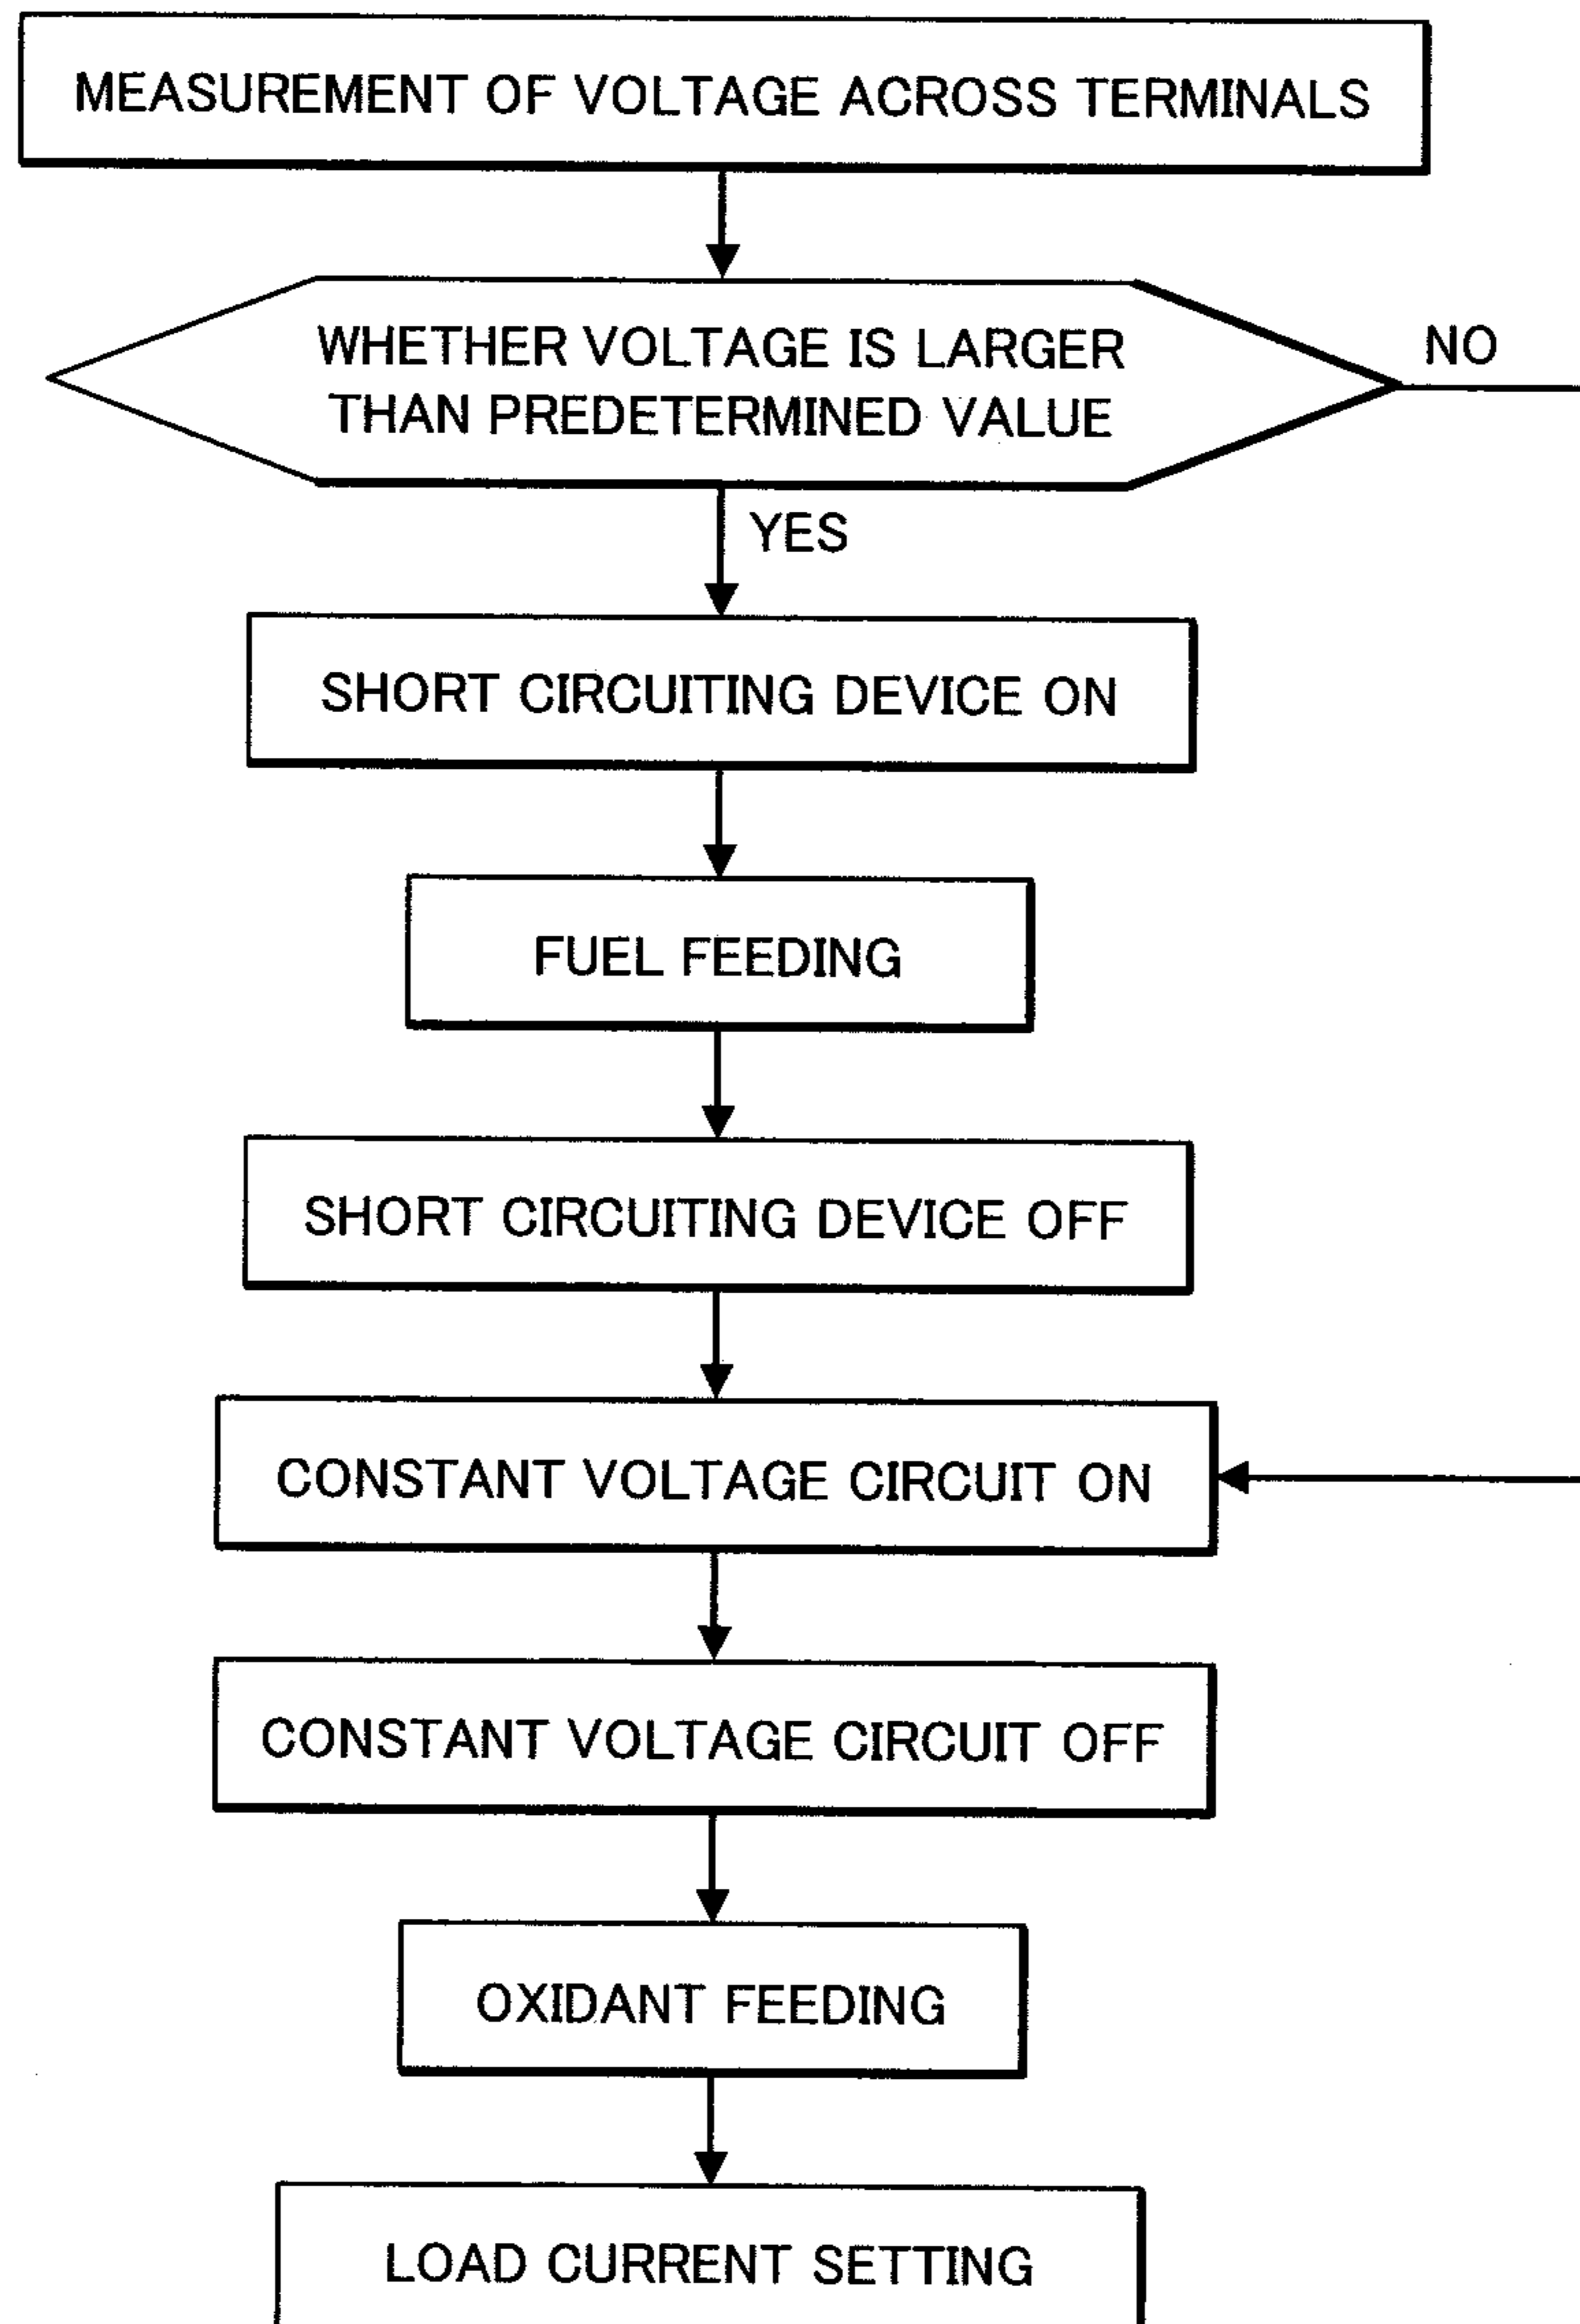 MEASUREMENT OF VOLTAGE ACROSS TERMINALS
WHETHER VOLTAGE IS LARGER
THAN PREDETERMINED VALUE
NO
YES
SHORT CIRCUITING DEVICE ON
FUEL FEEDING
SHORT CIRCUITING DEVICE OFF
CONSTANT VOLTAGE CIRCUIT ON
CONSTANT VOLTAGE CIRCUIT OFF
OXIDANT FEEDING
LOAD CURRENT SETTING